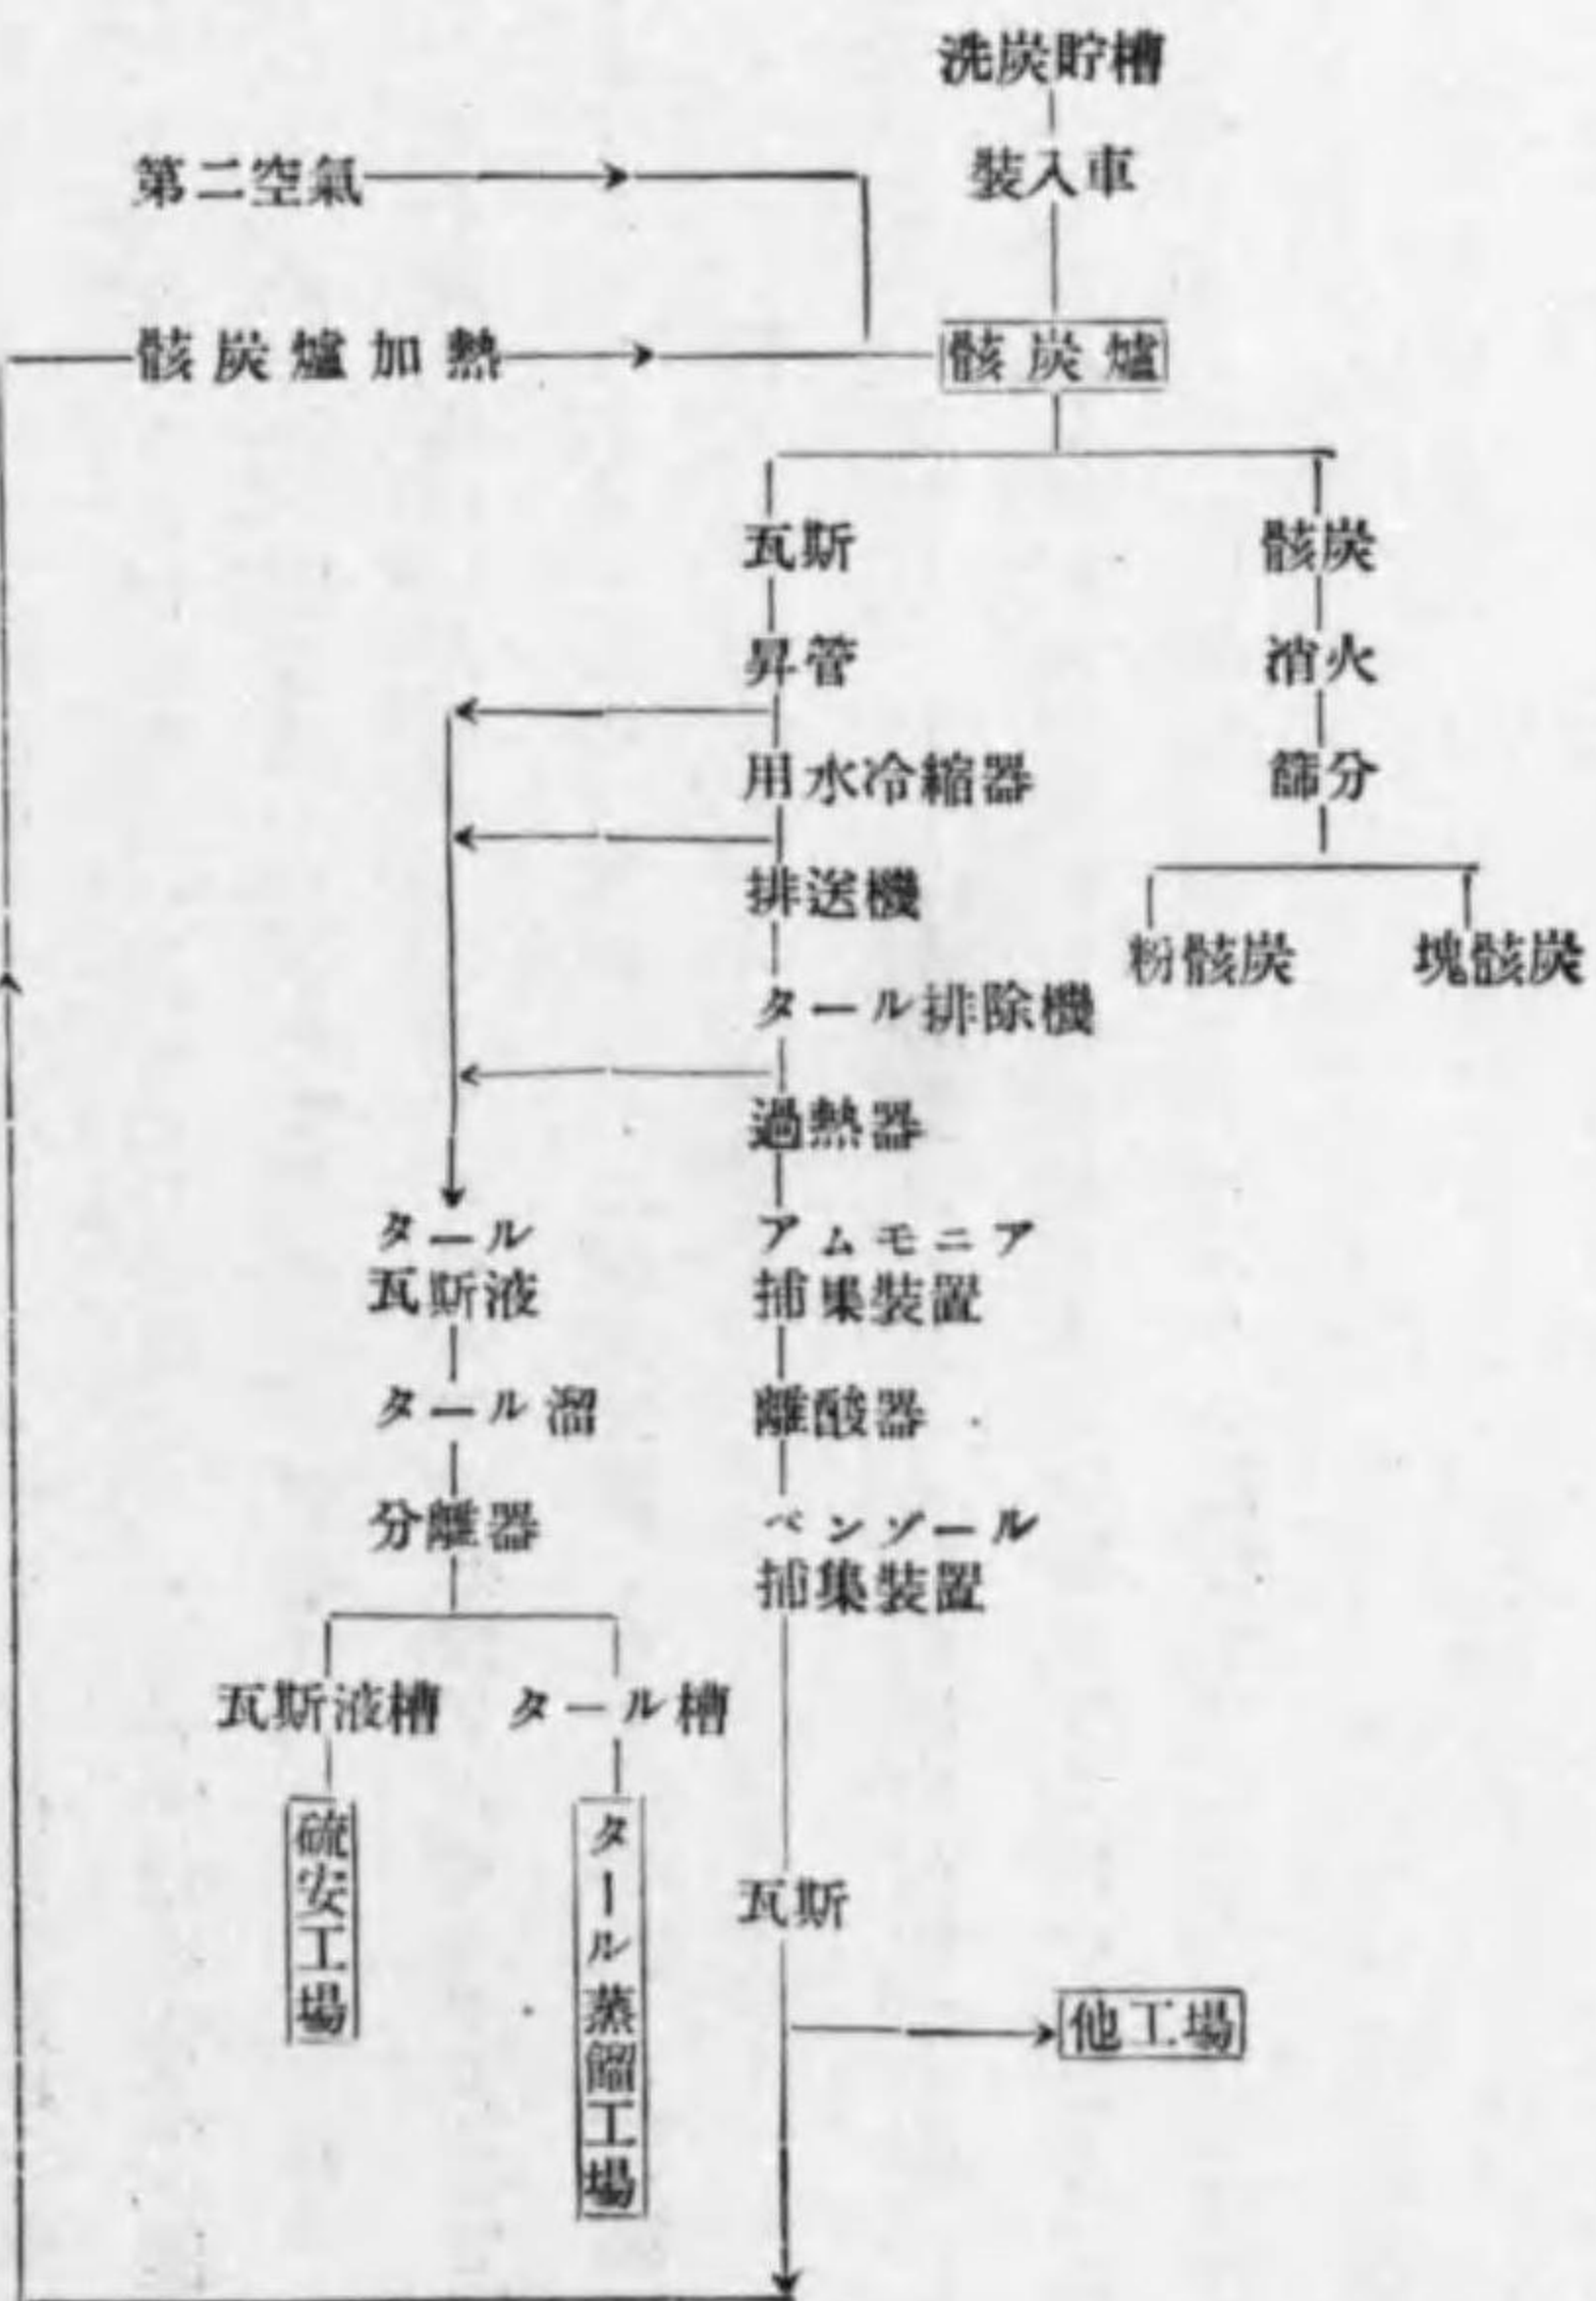 洗炭貯槽
裝入車
第二空氣
骸炭爐加熱
骸炭爐
瓦斯
骸炭
昇管
消火
用水冷縮器
篩分
排送機
粉骸炭
塊骸炭
タール排除機
過熱器
タール
瓦斯液
アムモニア
捕集裝置
タール溜
離酸器
分離器
ベンゾール
捕集裝置
瓦斯液槽
タール槽
硫安工場
タール蒸餾工場
瓦斯
他工場